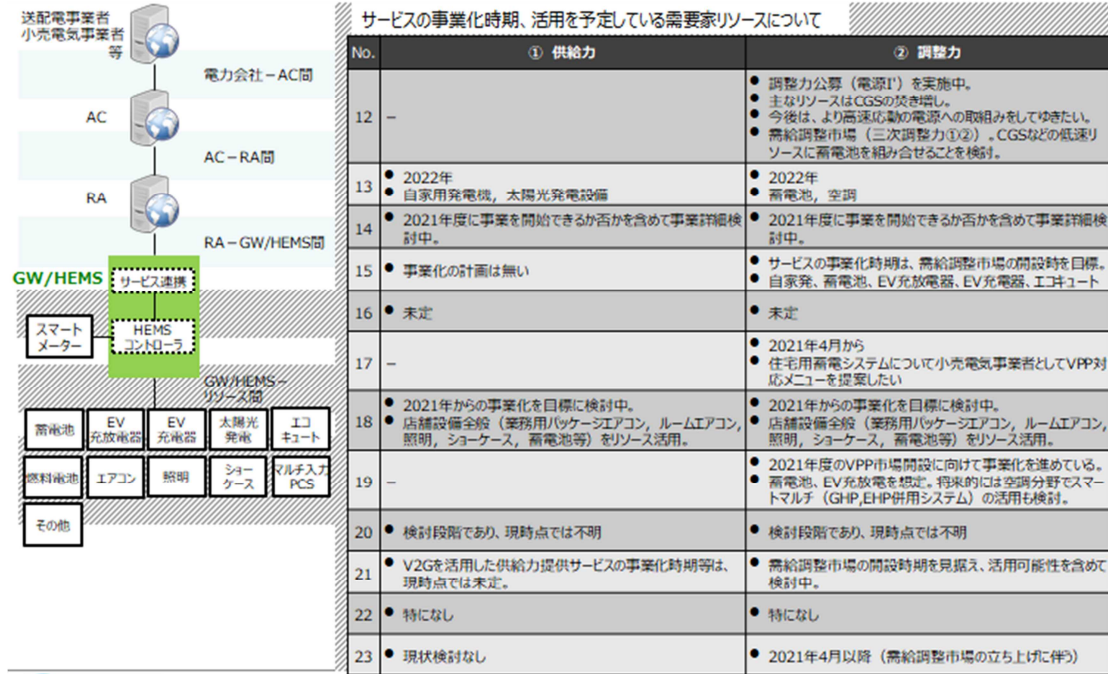 送配電事業者
小売電気事業者
等
電力会社－AC間
AC
AC－RA間
RA
RA－GW/HEMS間
GW/HEMS
サービス連携
スマート
メーター
HEMS
コントローラ
GW/HEMS－
リソース間
蓄電池
EV
充放電器
EV
充電器
太陽光
発電
エコ
キュート
燃料電池
エアコン
照明
ショー
ケース
マルチ入力
PCS
その他
サービスの事業化時期、活用を予定している需要家リソースについて
No.
① 供給力
② 調整力
12
－
● 調整力公募（電源I'）を実施中。
● 主なリソースはCGSの焚き増し。
● 今後は、より高速応動の電源への取組みをしてゆきたい。
● 需給調整市場（三次調整力①②）。CGSなどの低速リ
ソースに蓄電池を組み合せることを検討。
13
● 2022年
● 自家用発電機，太陽光発電設備
● 2022年
● 蓄電池，空調
14
● 2021年度に事業を開始できるか否かを含めて事業詳細検
討中。
● 2021年度に事業を開始できるか否かを含めて事業詳細検
討中。
15
● 事業化の計画は無い
● サービスの事業化時期は、需給調整市場の開設時を目標。
● 自家発、蓄電池、EV充放電器、EV充電器、エコキュート
16
● 未定
● 未定
17
－
● 2021年4月から
● 住宅用蓄電システムについて小売電気事業者としてVPP対
応メニューを提案したい
18
● 2021年からの事業化を目標に検討中。
● 店舗設備全般（業務用パッケージエアコン，ルームエアコン，
照明，ショーケース，蓄電池等）をリソース活用。
● 2021年からの事業化を目標に検討中。
● 店舗設備全般（業務用パッケージエアコン，ルームエアコン，
照明，ショーケース，蓄電池等）をリソース活用。
19
－
● 2021年度のVPP市場開設に向けて事業化を進めている。
● 蓄電池、EV充放電を想定。将来的には空調分野でスマー
トマルチ（GHP,EHP併用システム）の活用も検討。
20
● 検討段階であり、現時点では不明
● 検討段階であり、現時点では不明
21
● V2Gを活用した供給力提供サービスの事業化時期等は、
現時点では未定。
● 需給調整市場の開設時期を見据え、活用可能性を含めて
検討中。
22
● 特になし
● 特になし
23
● 現状検討なし
● 2021年4月以降（需給調整市場の立ち上げに伴う）